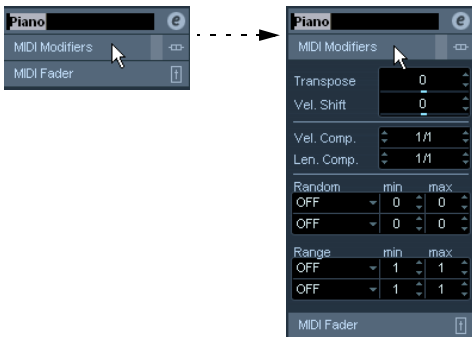 Piano e
MIDI Modifiers
MIDI Fader
Piano e
MIDI Modifiers
Transpose 0
Vel. Shift 0
Vel. Comp. 1/1
Len. Comp. 1/1
Random min max
OFF 0 0
OFF 0 0
Range min max
OFF 1 1
OFF 1 1
MIDI Fader